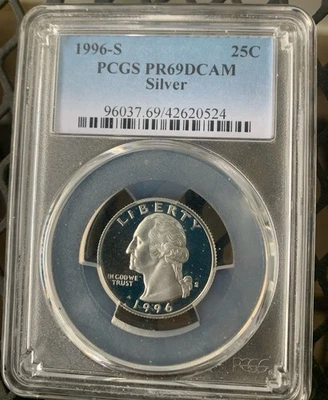 1996-S 25C
PCGS PR69DCAM
Silver
96037.69/42620524
LIBERTY
IN GOD WE
TRUST
S
1996
PCGS